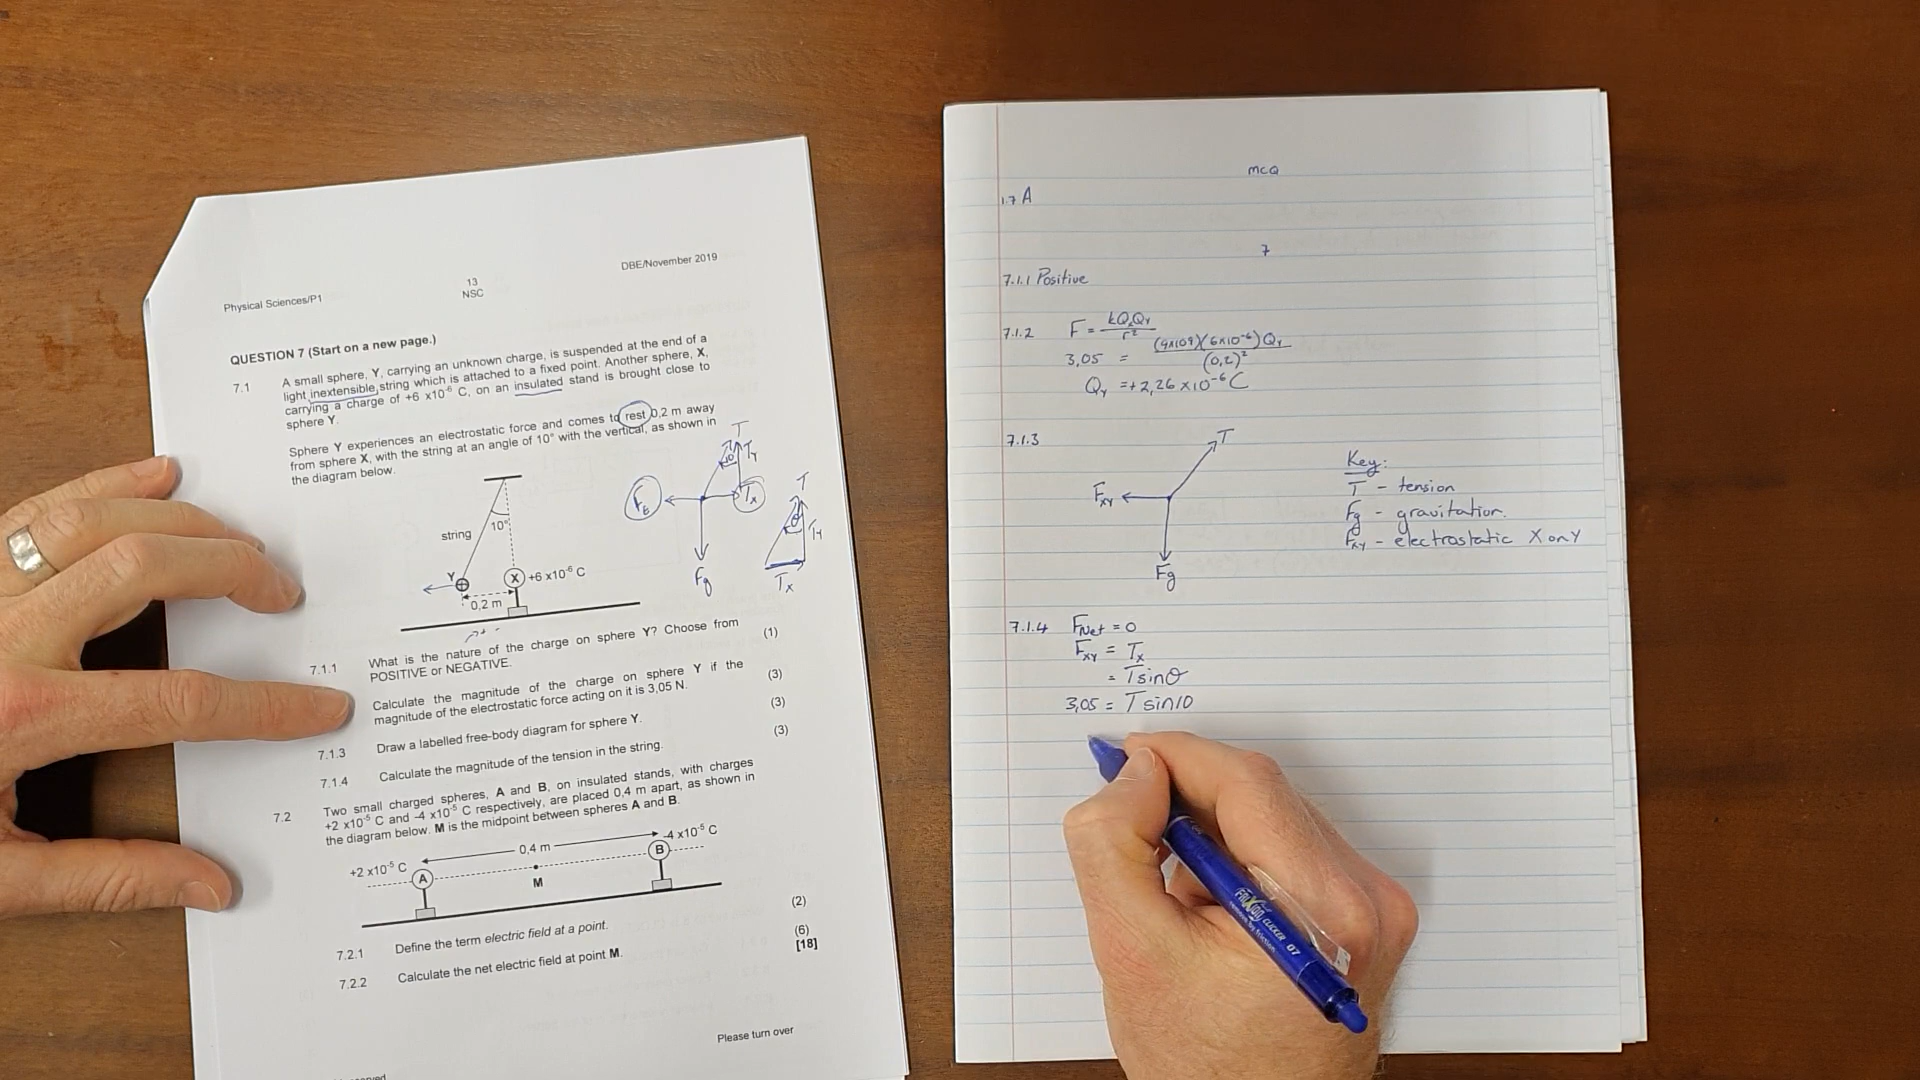 DBE/November 2019
13
Physical Sciences/P1
NSC
QUESTION 7 (Start on a new page.)
7.1 A small sphere, Y, carrying an unknown charge, is suspended at the end of a
light inextensible string which is attached to a fixed point. Another sphere, X,
carrying a charge of +6 x10⁻⁶ C, on an insulated stand is brought close to
sphere Y.
Sphere Y experiences an electrostatic force and comes to rest 0,2 m away
from sphere X, with the string at an angle of 10° with the vertical, as shown in
the diagram below.
string
10°
Y
X
+6 x10⁻⁶ C
0,2 m
T
Ty
10
FE
Tx
Fg
T
θ
Ty
Tx
7.1.1 What is the nature of the charge on sphere Y? Choose from
POSITIVE or NEGATIVE. (1)
Calculate the magnitude of the charge on sphere Y if the
magnitude of the electrostatic force acting on it is 3,05 N. (3)
7.1.3 Draw a labelled free-body diagram for sphere Y. (3)
7.1.4 Calculate the magnitude of the tension in the string. (3)
7.2 Two small charged spheres, A and B, on insulated stands, with charges
+2 x10⁻⁵ C and -4 x10⁻⁵ C respectively, are placed 0,4 m apart, as shown in
the diagram below. M is the midpoint between spheres A and B.
+2 x10⁻⁵ C
0,4 m
-4 x10⁻⁵ C
A
M
B
7.2.1 Define the term electric field at a point. (2)
7.2.2 Calculate the net electric field at point M. (6)
[18]
Please turn over
MCQ
1.7 A
7
7.1.1 Positive
7.1.2 F = kQxQy / r²
3,05 = (9x10⁹)(6x10⁻⁶)Qy / (0,2)²
Qy = +2,26 x10⁻⁶ C
7.1.3
T
Fxy
Fg
Key:
T - tension
Fg - gravitation.
Fxy - electrostatic X on Y
7.1.4 FNet = 0
Fxy = Tx
= Tsinθ
3,05 = T sin10
FriXion CLICKER 07